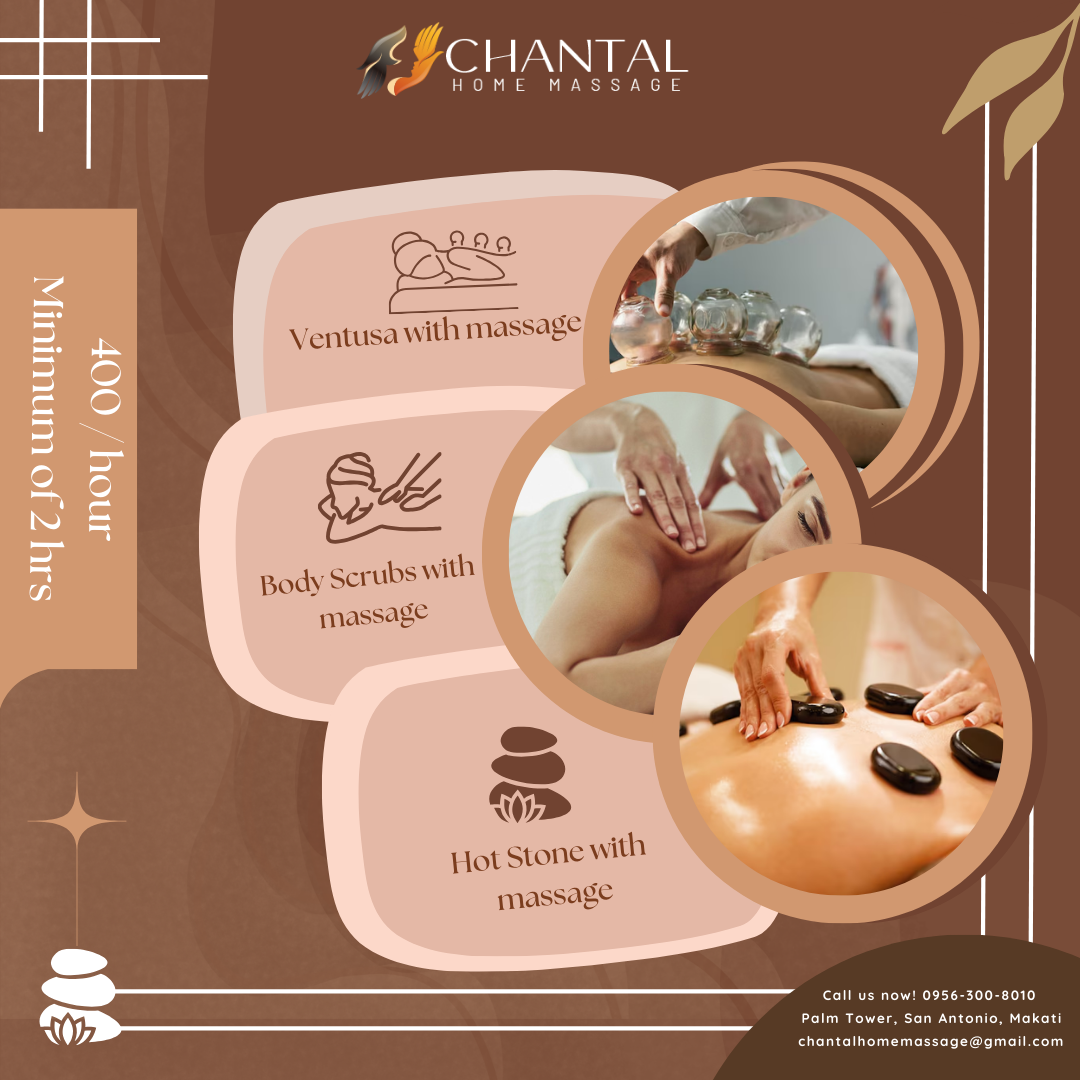 CHANTAL
HOME MASSAGE
400 / hour
Minimum of 2 hrs
Ventusa with massage
Body Scrubs with
massage
Hot Stone with
massage
Call us now! 0956-300-8010
Palm Tower, San Antonio, Makati
chantalhomemassage@gmail.com